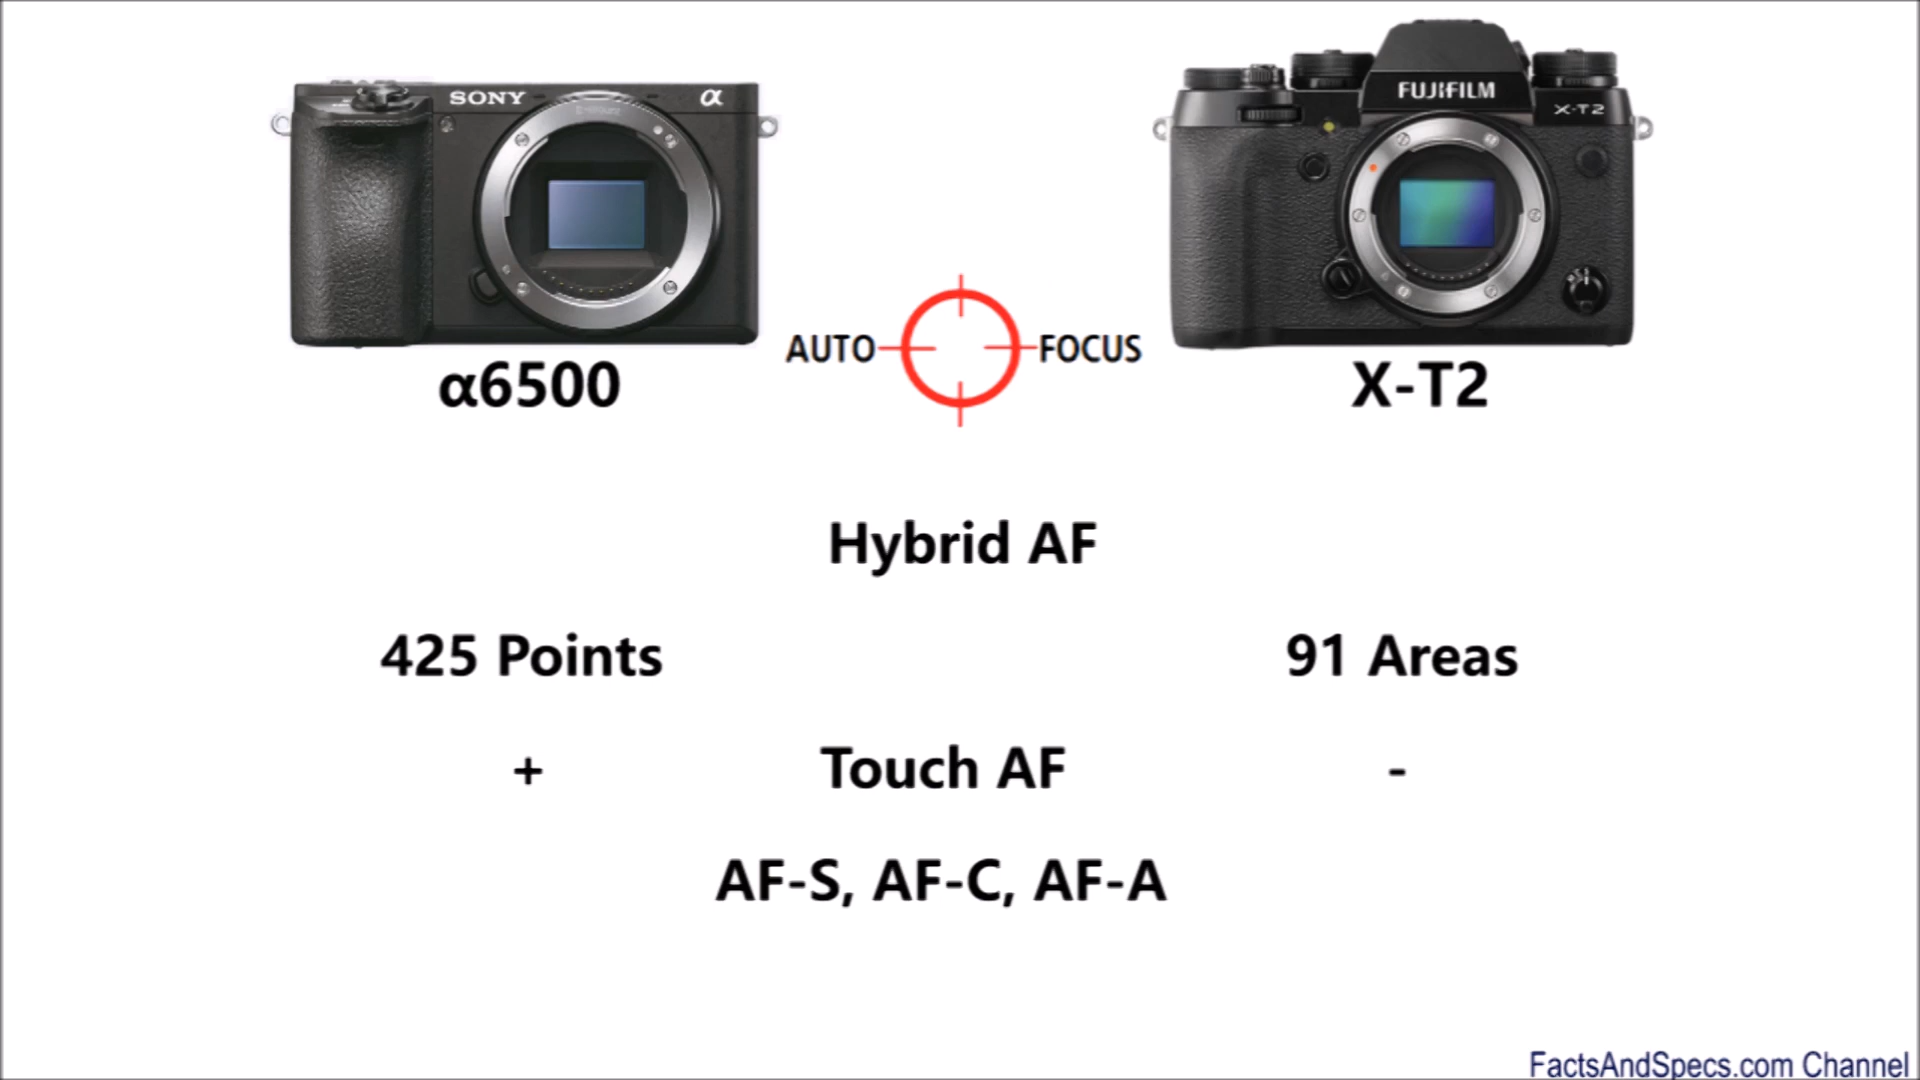 SONY α
FUJIFILM
X-T2
AUTO FOCUS
α6500
X-T2
Hybrid AF
425 Points
91 Areas
+ Touch AF -
AF-S, AF-C, AF-A
FactsAndSpecs.com Channel